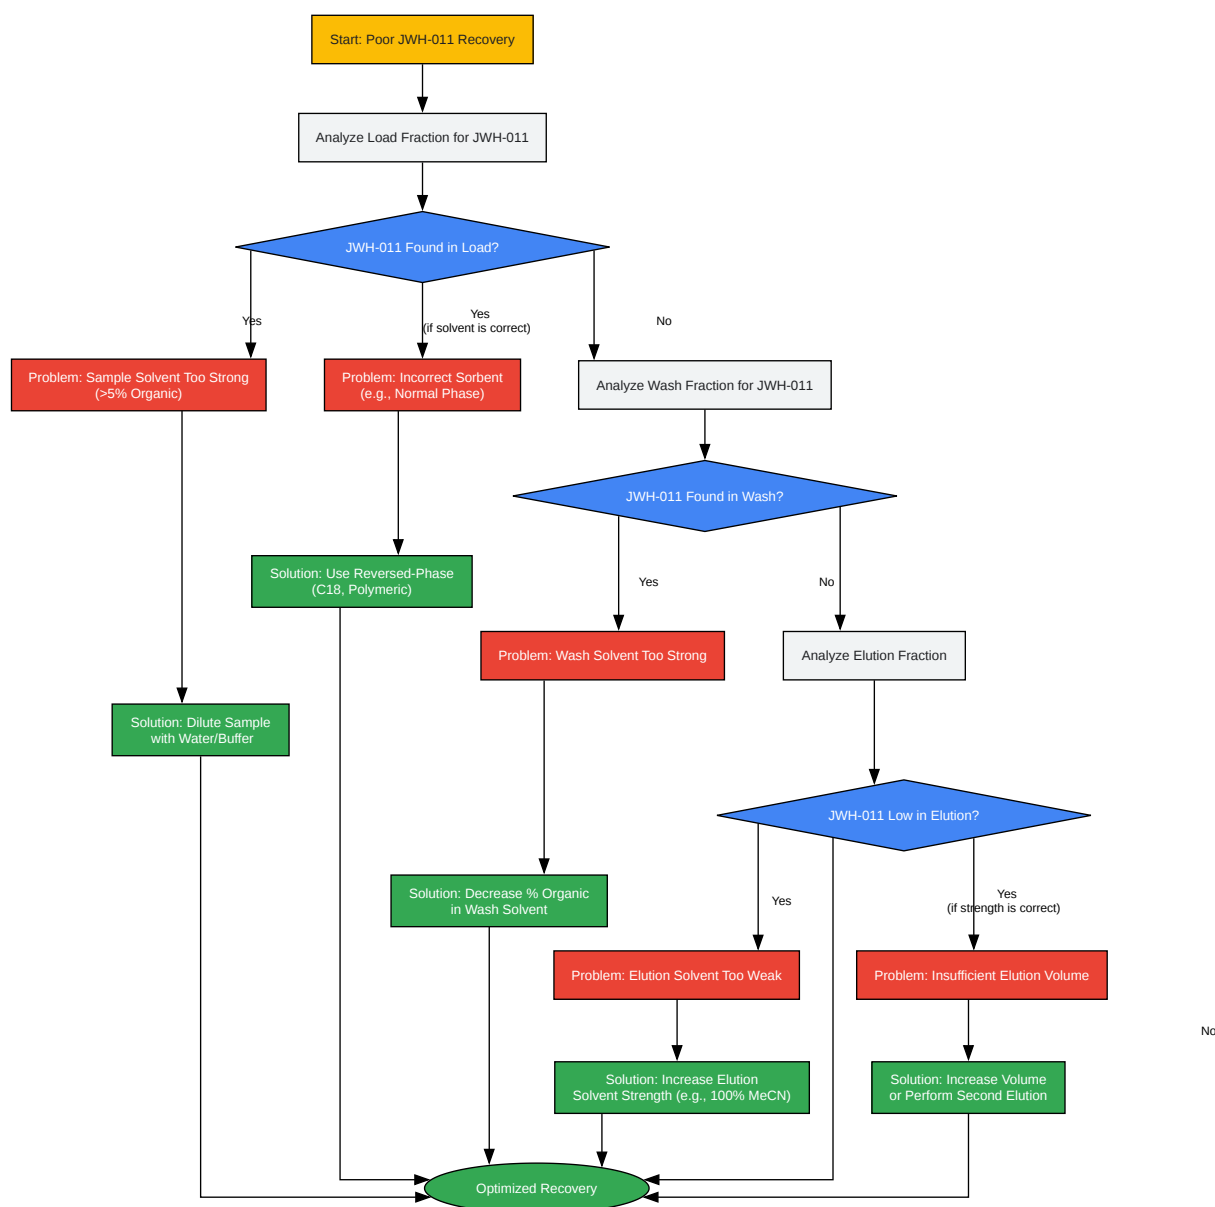 Start: Poor JWH-011 Recovery
Analyze Load Fraction for JWH-011
JWH-011 Found in Load?
Yes
Yes
(if solvent is correct)
No
Problem: Sample Solvent Too Strong
(>5% Organic)
Problem: Incorrect Sorbent
(e.g., Normal Phase)
Analyze Wash Fraction for JWH-011
JWH-011 Found in Wash?
Solution: Use Reversed-Phase
(C18, Polymeric)
Yes
No
Problem: Wash Solvent Too Strong
Analyze Elution Fraction
Solution: Dilute Sample
with Water/Buffer
JWH-011 Low in Elution?
Solution: Decrease % Organic
in Wash Solvent
Yes
Yes
(if strength is correct)
Problem: Elution Solvent Too Weak
Problem: Insufficient Elution Volume
No
Solution: Increase Elution
Solvent Strength (e.g., 100% MeCN)
Solution: Increase Volume
or Perform Second Elution
Optimized Recovery